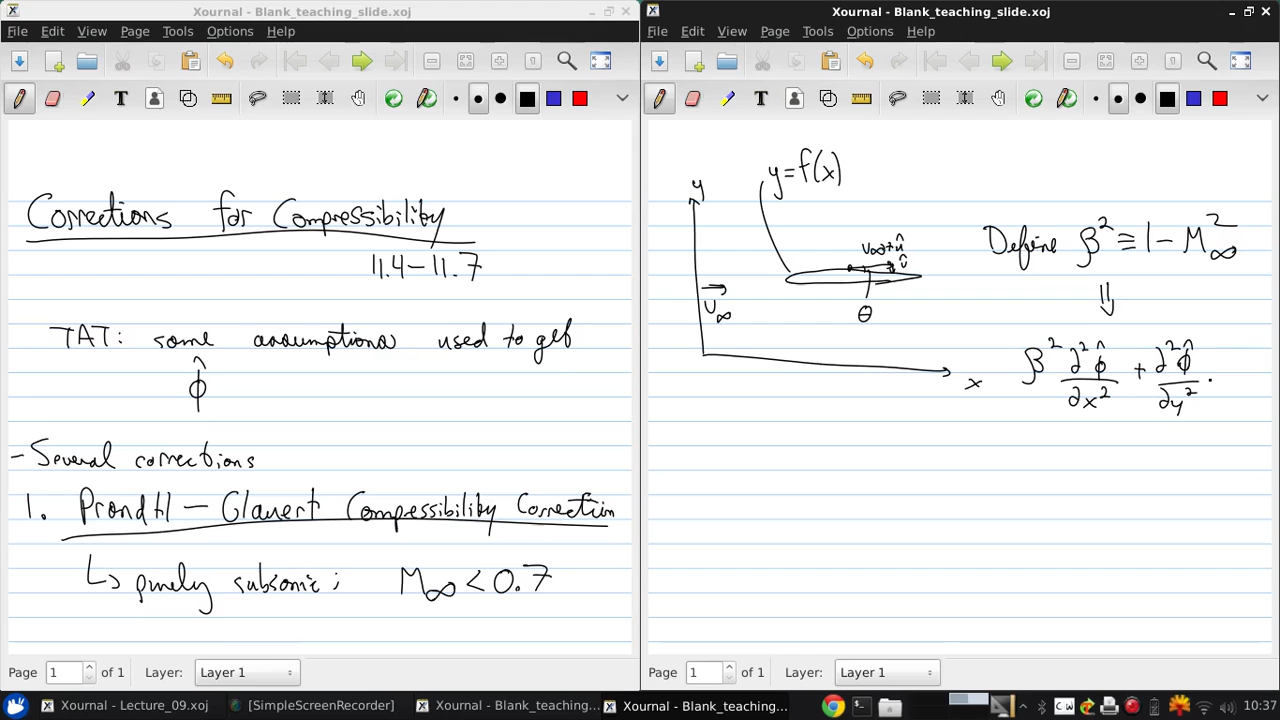 Xournal - Blank_teaching_slide.xoj
File Edit View Page Tools Options Help
Corrections for Compressibility
11.4-11.7
TAT: some assumptions used to get
φ̂
- Several corrections
1. Prandtl - Glauert Compressibility Correction
↳ purely subsonic; M∞ < 0.7
Page 1 of 1 Layer: Layer 1
Xournal - Blank_teaching_slide.xoj
File Edit View Page Tools Options Help
y = f(x)
y
V∞+û
v̂
V∞
θ
x
Define β² ≡ 1 - M∞²
⇓
β² ∂²φ̂/∂x² + ∂²φ̂/∂y²
Page 1 of 1 Layer: Layer 1
Xournal - Lecture_09.xoj [SimpleScreenRecorder] Xournal - Blank_teaching... Xournal - Blank_teaching... 10:37